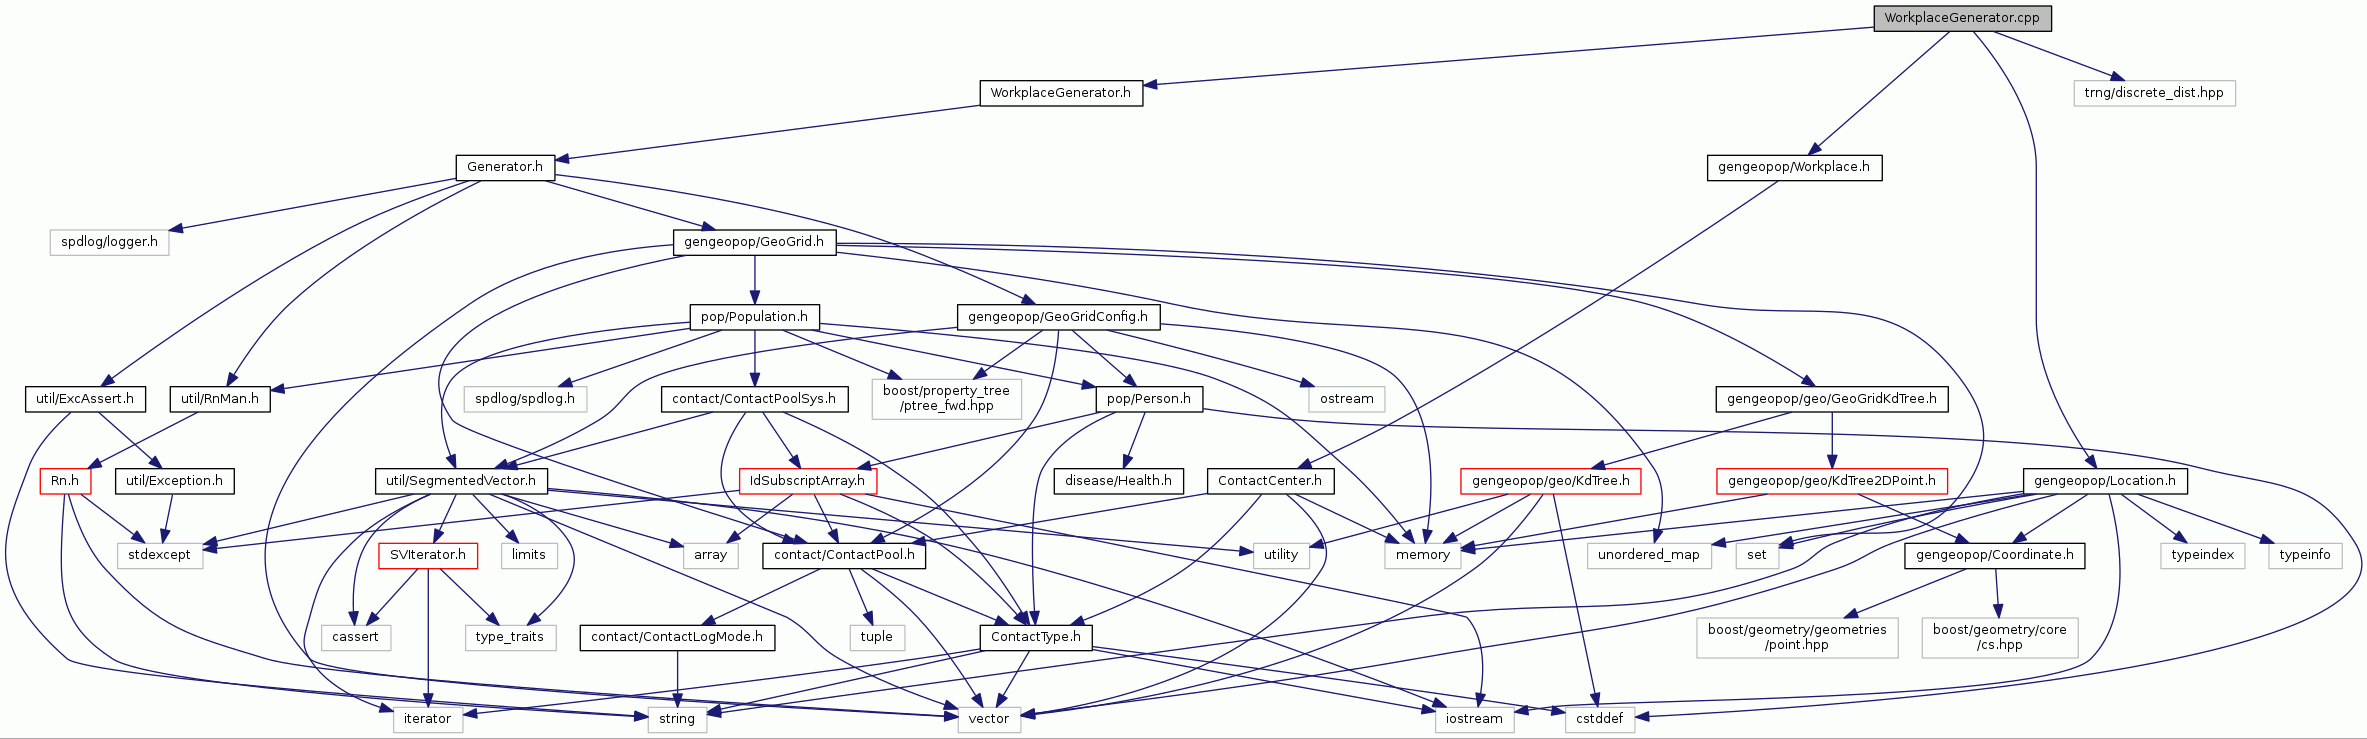 WorkplaceGenerator.cpp
WorkplaceGenerator.h
trng/discrete_dist.hpp
Generator.h
gengeopop/Workplace.h
spdlog/logger.h
gengeopop/GeoGrid.h
pop/Population.h
gengeopop/GeoGridConfig.h
util/ExcAssert.h
util/RnMan.h
spdlog/spdlog.h
contact/ContactPoolSys.h
boost/property_tree
/ptree_fwd.hpp
pop/Person.h
ostream
gengeopop/geo/GeoGridKdTree.h
Rn.h
util/Exception.h
util/SegmentedVector.h
IdSubscriptArray.h
disease/Health.h
ContactCenter.h
gengeopop/geo/KdTree.h
gengeopop/geo/KdTree2DPoint.h
gengeopop/Location.h
stdexcept
SVIterator.h
limits
array
contact/ContactPool.h
utility
memory
unordered_map
set
gengeopop/Coordinate.h
typeindex
typeinfo
cassert
type_traits
contact/ContactLogMode.h
tuple
ContactType.h
boost/geometry/geometries
/point.hpp
boost/geometry/core
/cs.hpp
iterator
string
vector
iostream
cstddef